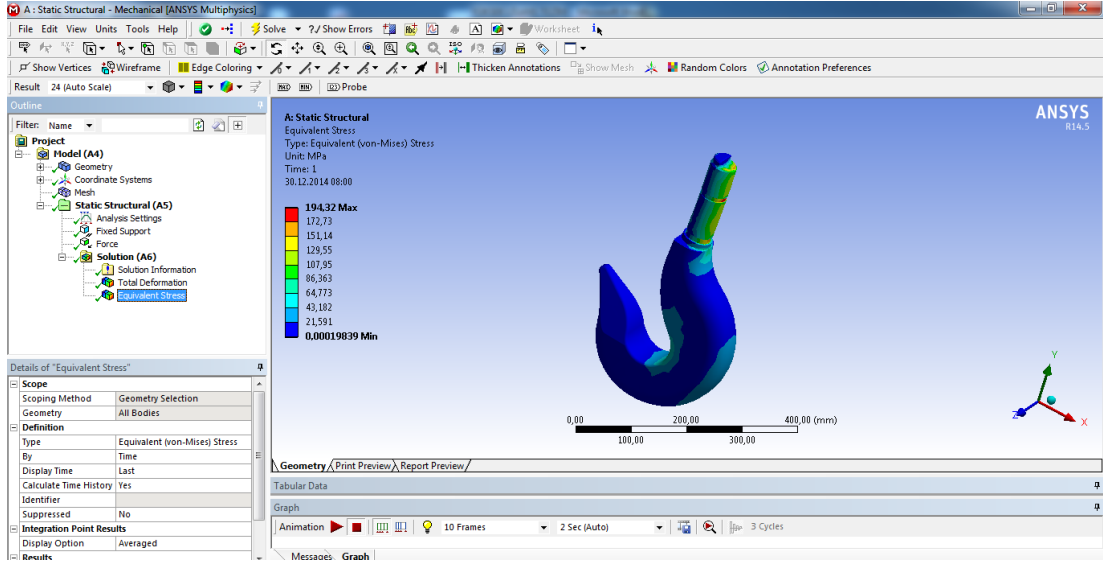 A : Static Structural - Mechanical [ANSYS Multiphysics]
File Edit View Units Tools Help Solve ?/ Show Errors A Worksheet
Show Vertices Wireframe Edge Coloring Thicken Annotations Show Mesh Random Colors Annotation Preferences
Result 24 (Auto Scale) MAX MIN Probe
Outline
Filter: Name
Project
Model (A4)
Geometry
Coordinate Systems
Mesh
Static Structural (A5)
Analysis Settings
Fixed Support
Force
Solution (A6)
Solution Information
Total Deformation
Equivalent Stress
Details of "Equivalent Stress"
Scope
Scoping Method Geometry Selection
Geometry All Bodies
Definition
Type Equivalent (von-Mises) Stress
By Time
Display Time Last
Calculate Time History Yes
Identifier
Suppressed No
Integration Point Results
Display Option Averaged
Results
A: Static Structural
Equivalent Stress
Type: Equivalent (von-Mises) Stress
Unit: MPa
Time: 1
30.12.2014 08:00
194,32 Max
172,73
151,14
129,55
107,95
86,363
64,773
43,182
21,591
0,00019839 Min
ANSYS
R14.5
0,00 200,00 400,00 (mm)
100,00 300,00
Y
Z X
Geometry Print Preview Report Preview
Tabular Data
Graph
Animation 10 Frames 2 Sec (Auto) 3 Cycles
Messages Graph